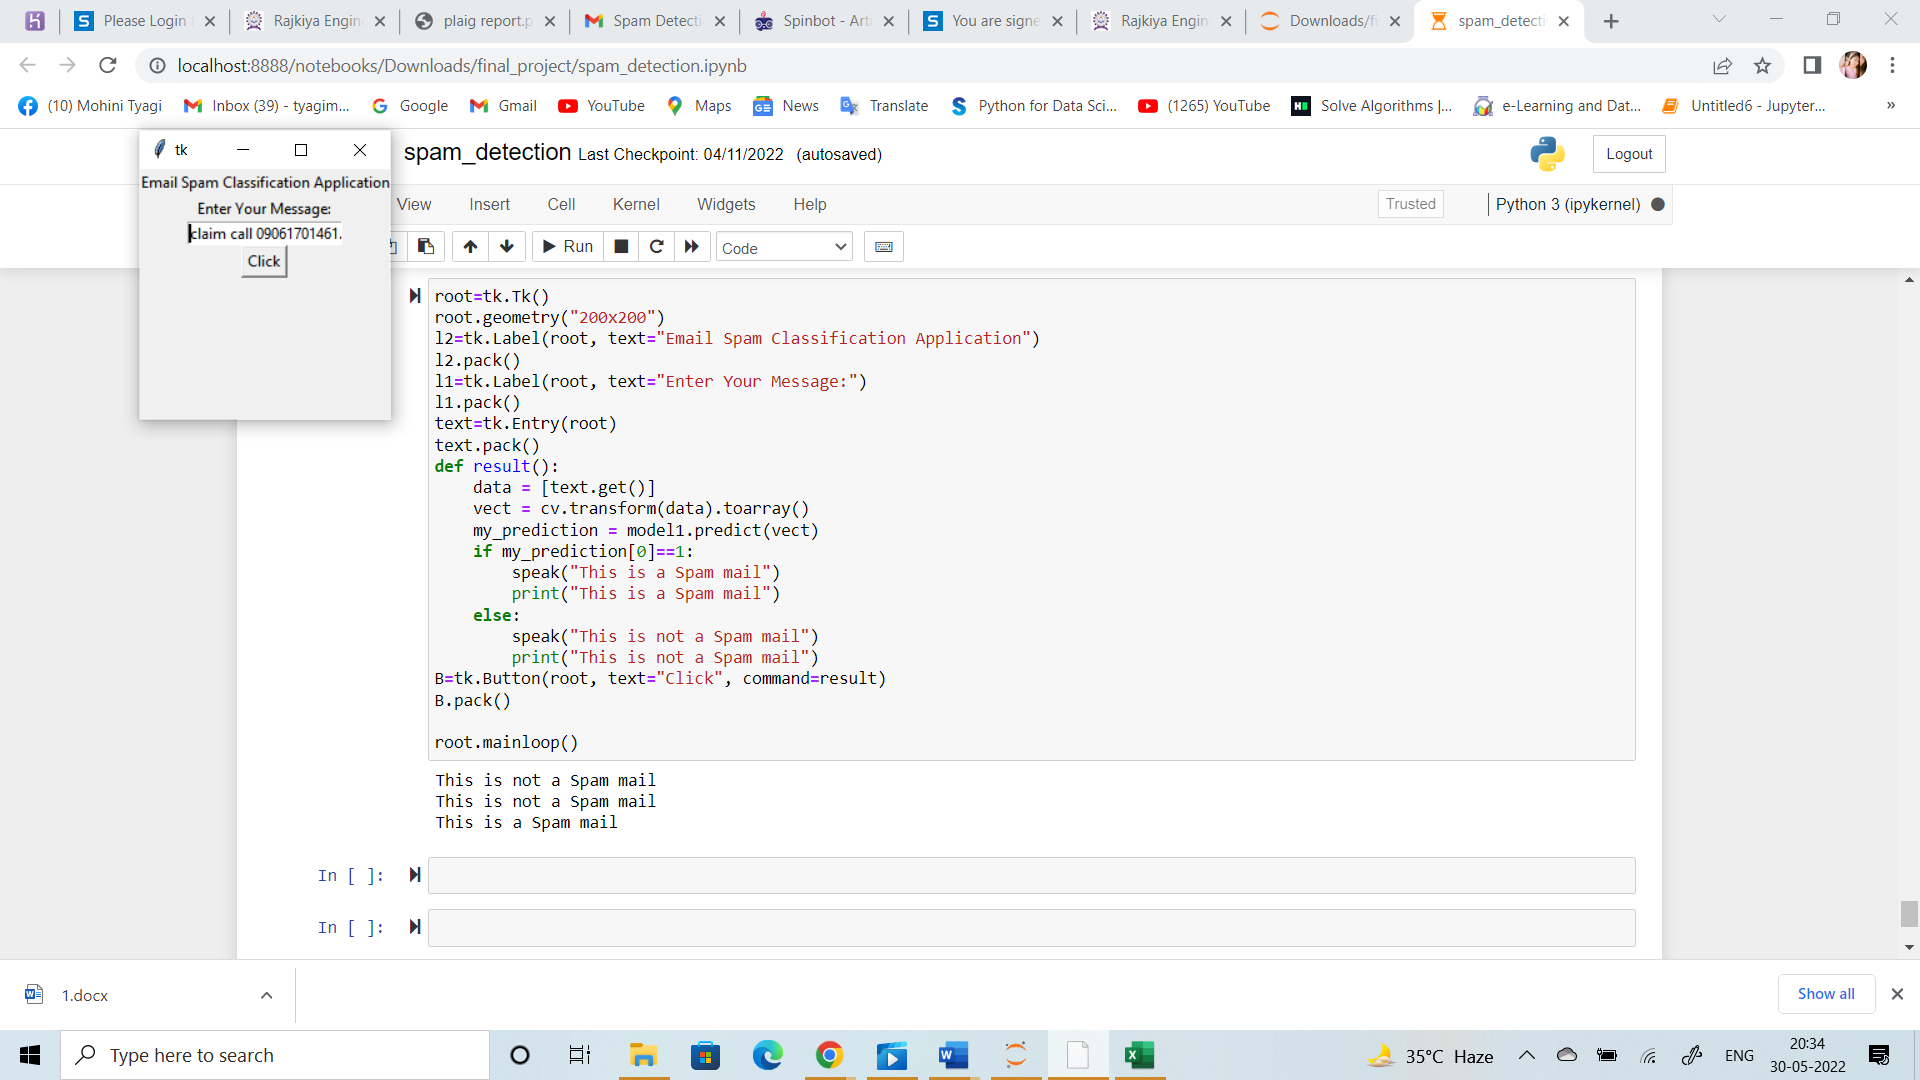 Please Login
Rajkiya Engin
plaig report.p
Spam Detecti
Spinbot - Arti
You are signe
Rajkiya Engin
Downloads/fi
spam_detecti
localhost:8888/notebooks/Downloads/final_project/spam_detection.ipynb
(10) Mohini Tyagi
Inbox (39) - tyagim...
Google
Gmail
YouTube
Maps
News
Translate
Python for Data Sci...
(1265) YouTube
Solve Algorithms |...
e-Learning and Dat...
Untitled6 - Jupyter...
»
tk
Email Spam Classification Application
Enter Your Message:
claim call 09061701461.
Click
spam_detection Last Checkpoint: 04/11/2022 (autosaved)
Logout
View Insert Cell Kernel Widgets Help
Trusted
Python 3 (ipykernel)
Run
Code
root=tk.Tk()
root.geometry("200x200")
l2=tk.Label(root, text="Email Spam Classification Application")
l2.pack()
l1=tk.Label(root, text="Enter Your Message:")
l1.pack()
text=tk.Entry(root)
text.pack()
def result():
    data = [text.get()]
    vect = cv.transform(data).toarray()
    my_prediction = model1.predict(vect)
    if my_prediction[0]==1:
        speak("This is a Spam mail")
        print("This is a Spam mail")
    else:
        speak("This is not a Spam mail")
        print("This is not a Spam mail")
B=tk.Button(root, text="Click", command=result)
B.pack()
root.mainloop()
This is not a Spam mail
This is not a Spam mail
This is a Spam mail
In [ ]:
In [ ]:
1.docx
Show all
Type here to search
35°C Haze
ENG
20:34
30-05-2022